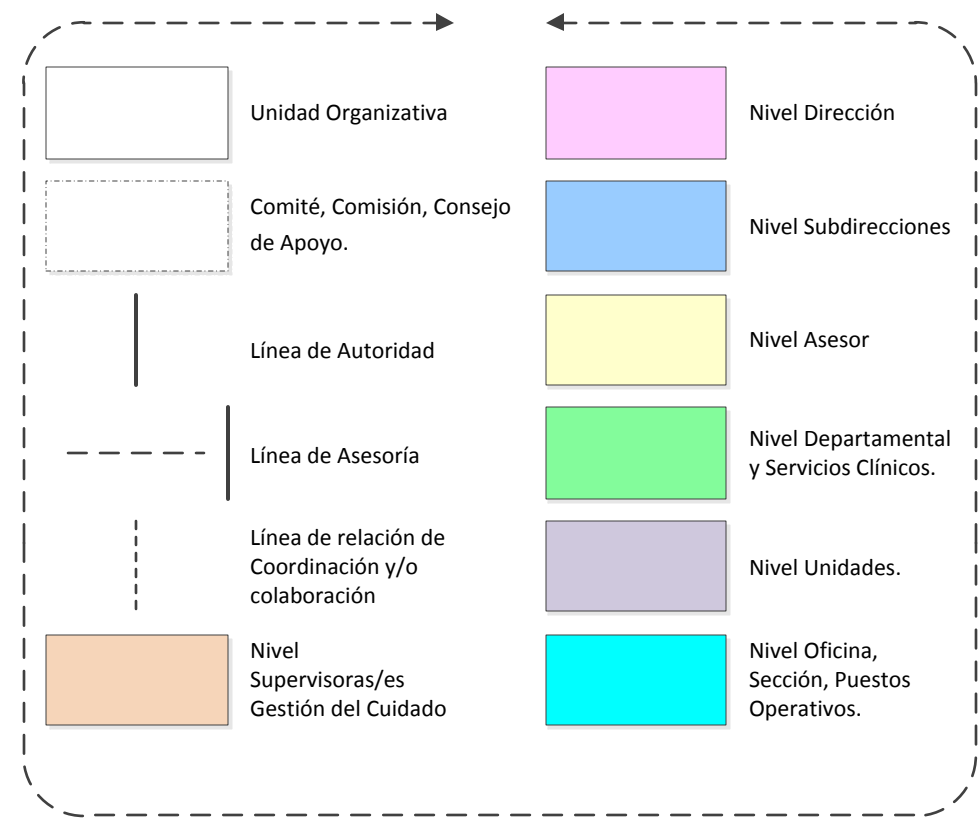 Unidad Organizativa
Comité, Comisión, Consejo
de Apoyo.
Línea de Autoridad
Línea de Asesoría
Línea de relación de
Coordinación y/o
colaboración
Nivel
Supervisoras/es
Gestión del Cuidado
Nivel Dirección
Nivel Subdirecciones
Nivel Asesor
Nivel Departamental
y Servicios Clínicos.
Nivel Unidades.
Nivel Oficina,
Sección, Puestos
Operativos.